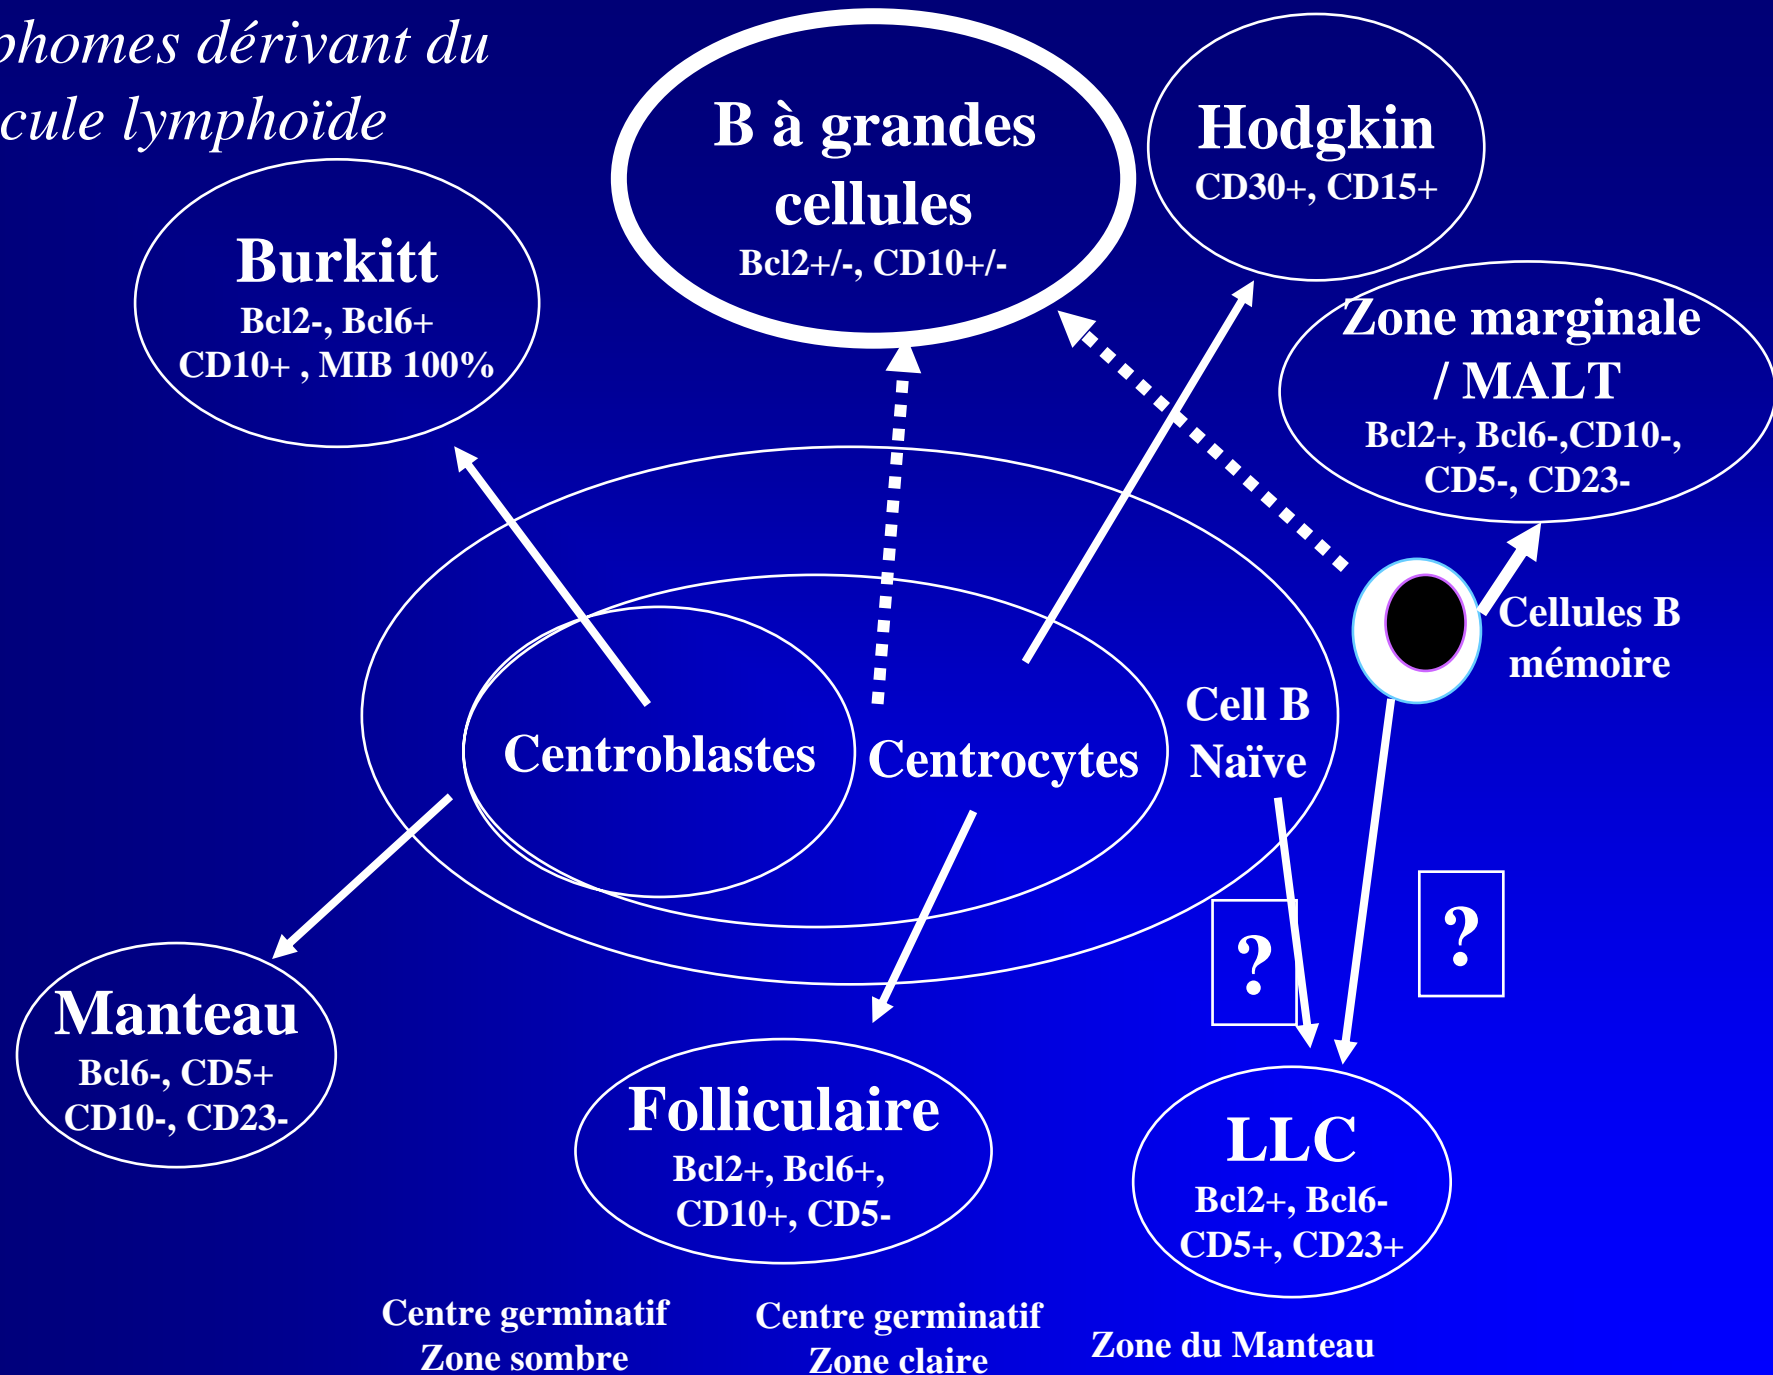 phomes dérivant du
cule lymphoïde
B à grandes
cellules
Bcl2+/-, CD10+/-
Hodgkin
CD30+, CD15+
Burkitt
Bcl2-, Bcl6+
CD10+ , MIB 100%
Zone marginale
/ MALT
Bcl2+, Bcl6-,CD10-,
CD5-, CD23-
Cellules B
mémoire
Cell B
Naïve
Centroblastes
Centrocytes
?
?
Manteau
Bcl6-, CD5+
CD10-, CD23-
Folliculaire
Bcl2+, Bcl6+,
CD10+, CD5-
LLC
Bcl2+, Bcl6-
CD5+, CD23+
Centre germinatif
Zone sombre
Centre germinatif
Zone claire
Zone du Manteau